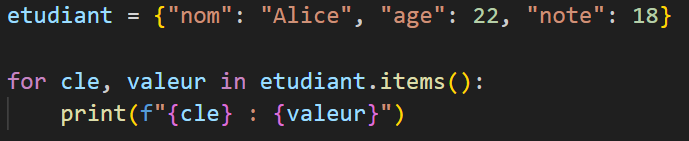 etudiant = {"nom": "Alice", "age": 22, "note": 18}
for cle, valeur in etudiant.items():
    print(f"{cle} : {valeur}")